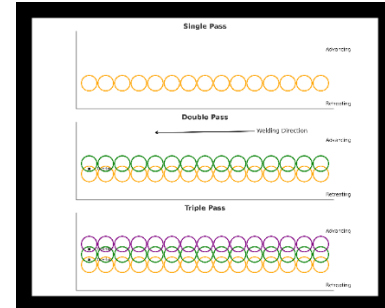 Single Pass
Advancing
Retreating
Double Pass
Welding Direction
Advancing
Retreating
Triple Pass
Advancing
Retreating